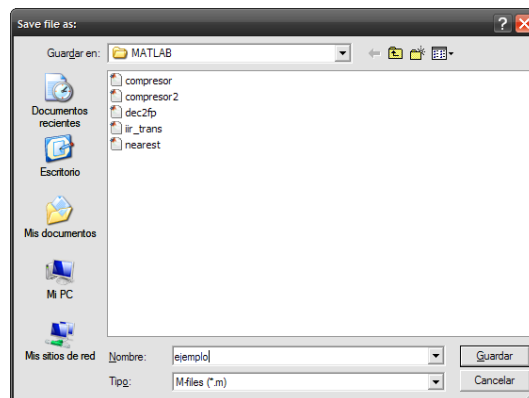 Save file as:
Guardar en:
MATLAB
compresor
compresor2
dec2fp
iir_trans
nearest
Documentos
recientes
Escritorio
Mis documentos
Mi PC
Mis sitios de red
Nombre:
ejemplo
Guardar
Tipo:
M-files (*.m)
Cancelar